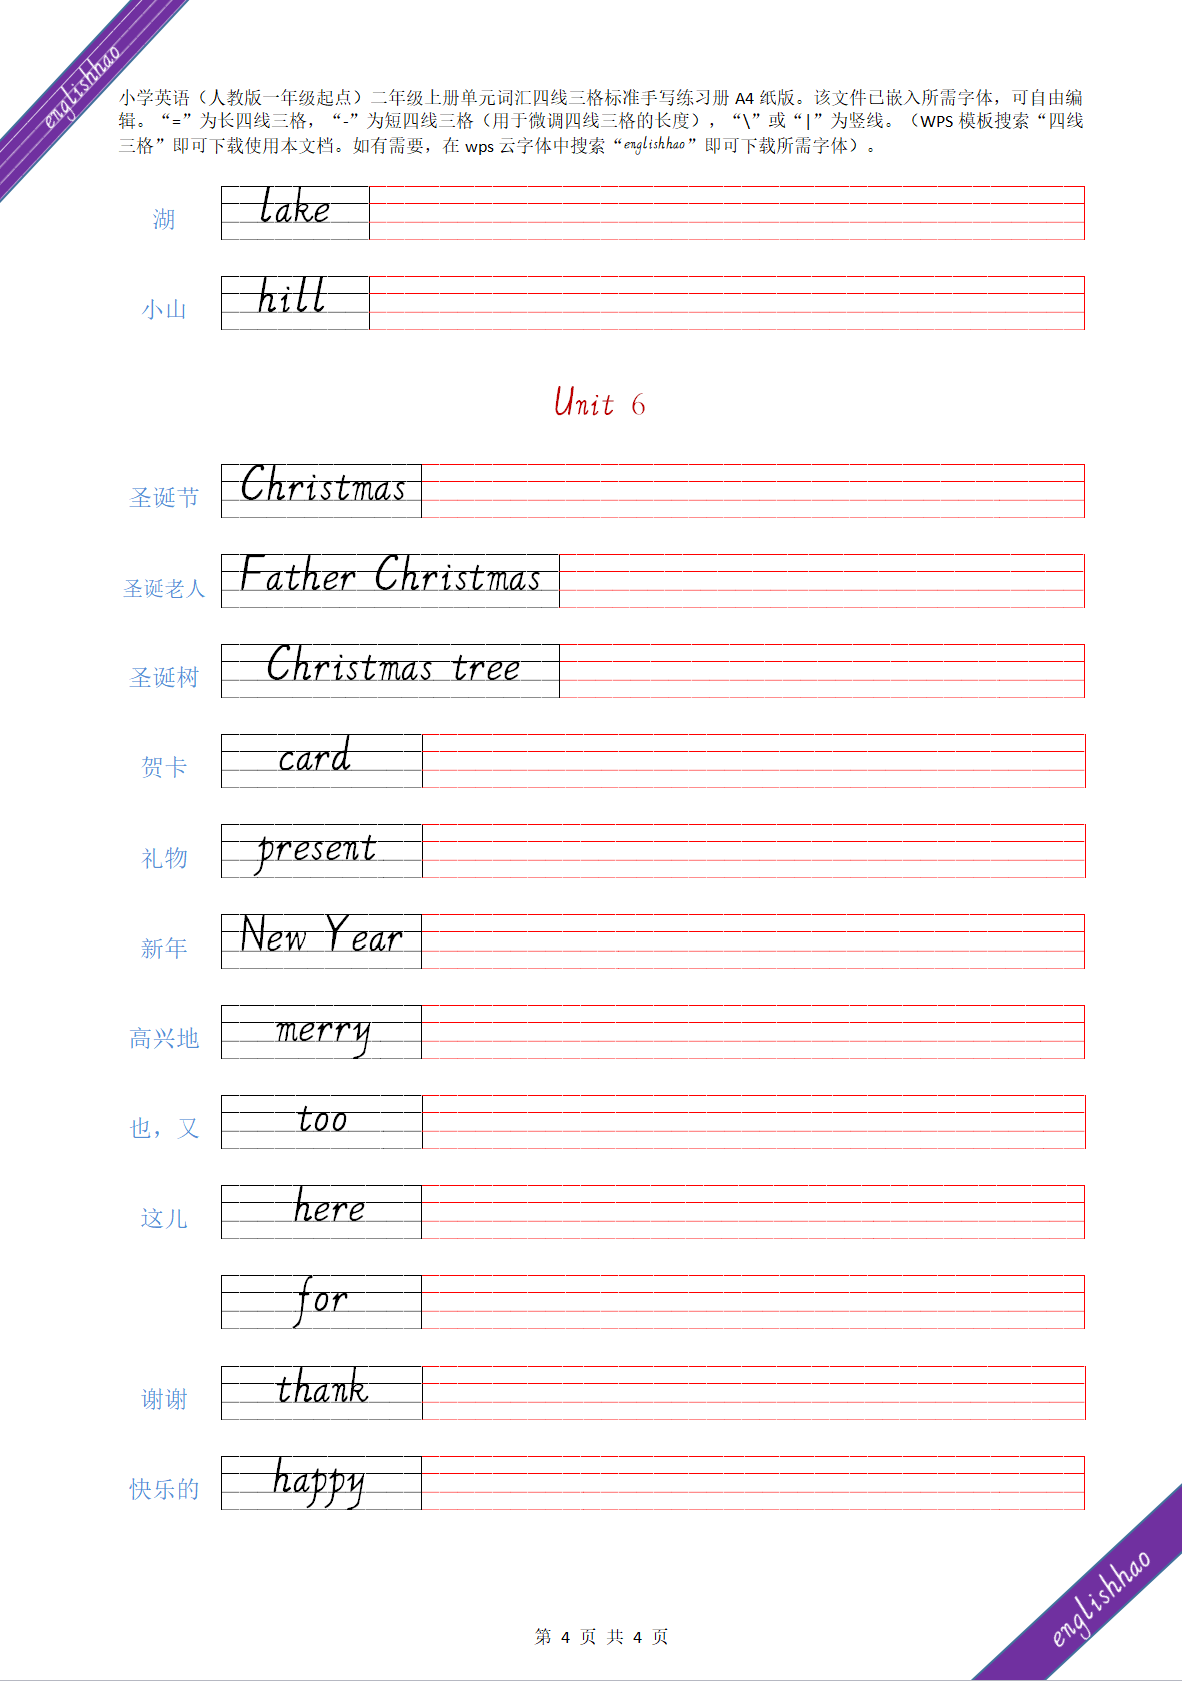 englishhao
小学英语（人教版一年级起点）二年级上册单元词汇四线三格标准手写练习册 A4 纸版。该文件已嵌入所需字体，可自由编
辑。“=”为长四线三格，“-”为短四线三格（用于微调四线三格的长度），“\”或“|”为竖线。（WPS 模板搜索“四线
三格”即可下载使用本文档。如有需要，在 wps 云字体中搜索“englishhao”即可下载所需字体）。
湖 lake
小山 hill
Unit 6
圣诞节 Christmas
圣诞老人 Father Christmas
圣诞树 Christmas tree
贺卡 card
礼物 present
新年 New Year
高兴地 merry
也，又 too
这儿 here
for
谢谢 thank
快乐的 happy
englishhao
第 4 页 共 4 页